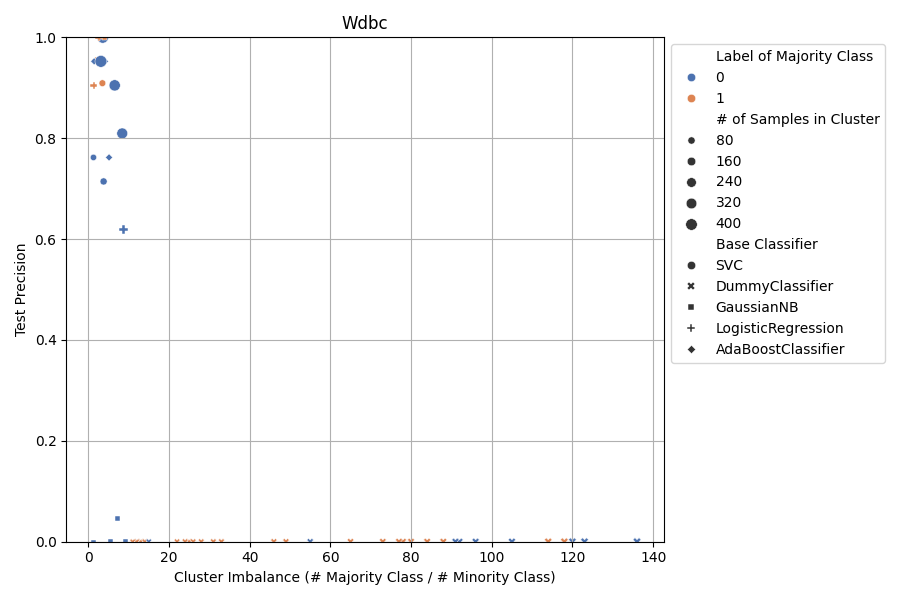 Wdbc
1.0
0.8
0.6
0.4
0.2
0.0
Test Precision
0 20 40 60 80 100 120 140
Cluster Imbalance (# Majority Class / # Minority Class)
Label of Majority Class
0
1
# of Samples in Cluster
80
160
240
320
400
Base Classifier
SVC
DummyClassifier
GaussianNB
LogisticRegression
AdaBoostClassifier